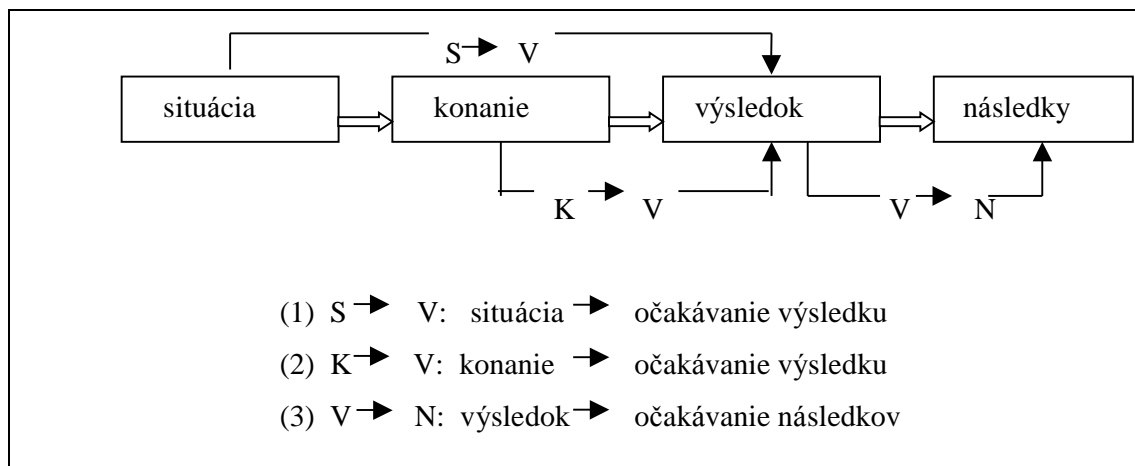 S V
situácia konanie výsledok následky
K V V N
(1) S V: situácia očakávanie výsledku
(2) K V: konanie očakávanie výsledku
(3) V N: výsledok očakávanie následkov